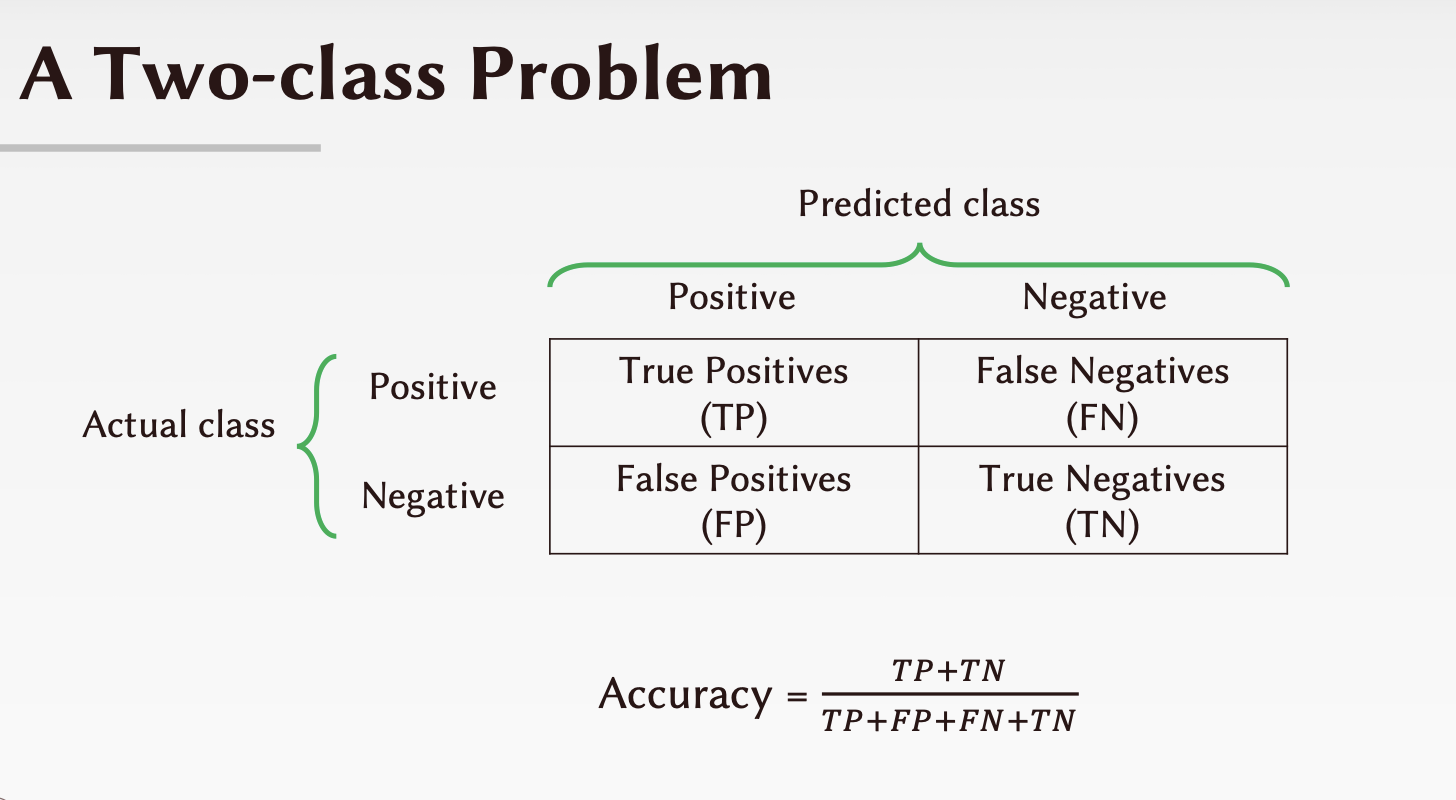 A Two-class Problem
Predicted class
Positive Negative
Actual class
Positive
True Positives
(TP)
False Negatives
(FN)
Negative
False Positives
(FP)
True Negatives
(TN)
Accuracy = TP+TN / TP+FP+FN+TN